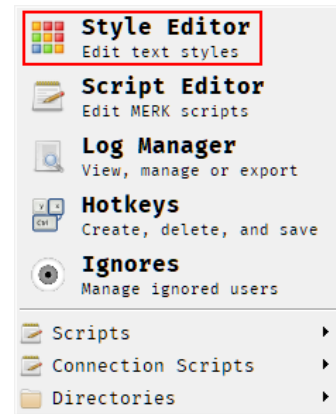 Style Editor
Edit text styles
Script Editor
Edit MERK scripts
Log Manager
View, manage or export
Hotkeys
Create, delete, and save
Ignores
Manage ignored users
Scripts
Connection Scripts
Directories